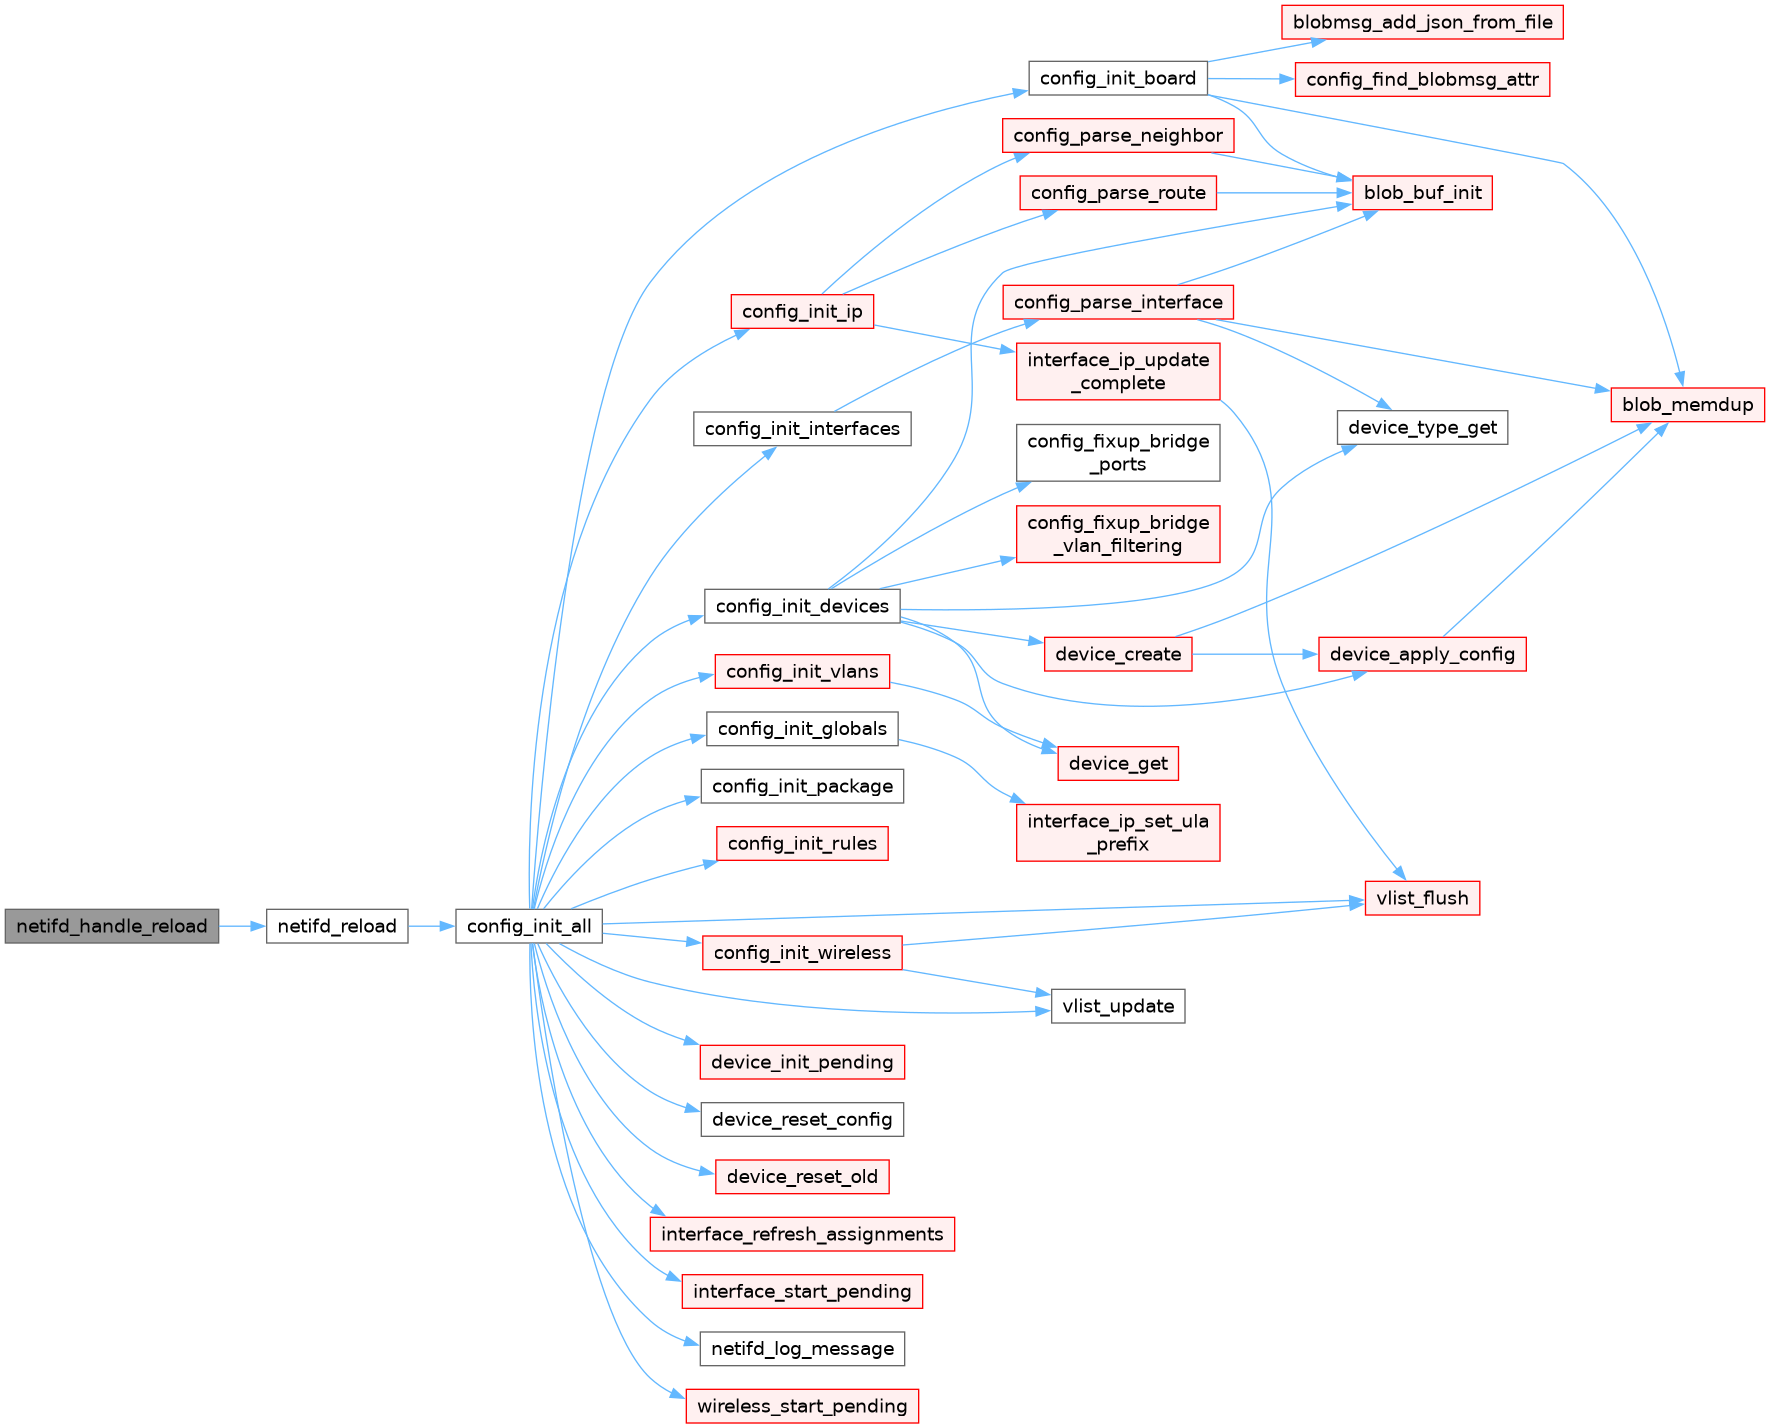 blobmsg_add_json_from_file
config_init_board
config_find_blobmsg_attr
config_parse_neighbor
config_parse_route
blob_buf_init
config_init_ip
config_parse_interface
interface_ip_update
_complete
blob_memdup
config_init_interfaces
device_type_get
config_fixup_bridge
_ports
config_fixup_bridge
_vlan_filtering
config_init_devices
device_create
device_apply_config
config_init_vlans
config_init_globals
device_get
config_init_package
interface_ip_set_ula
_prefix
config_init_rules
vlist_flush
netifd_handle_reload
netifd_reload
config_init_all
config_init_wireless
vlist_update
device_init_pending
device_reset_config
device_reset_old
interface_refresh_assignments
interface_start_pending
netifd_log_message
wireless_start_pending